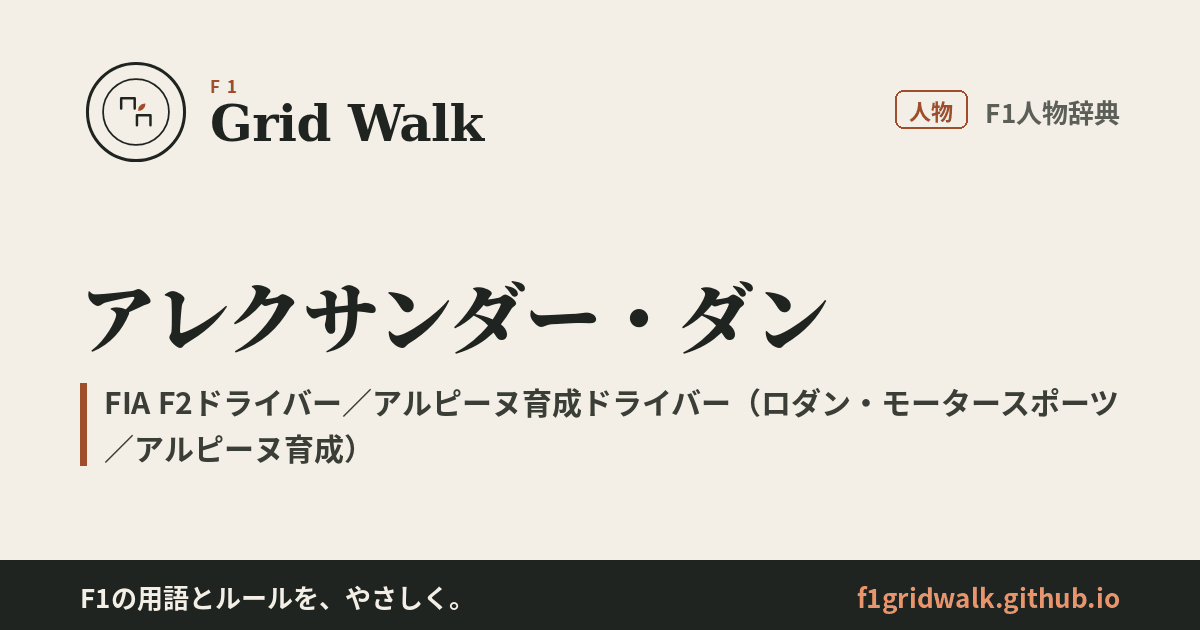 F1
Grid Walk
人物
F1人物辞典
アレクサンダー・ダン
FIA F2ドライバー／アルピーヌ育成ドライバー（ロダン・モータースポーツ
／アルピーヌ育成）
F1の用語とルールを、やさしく。
f1gridwalk.github.io